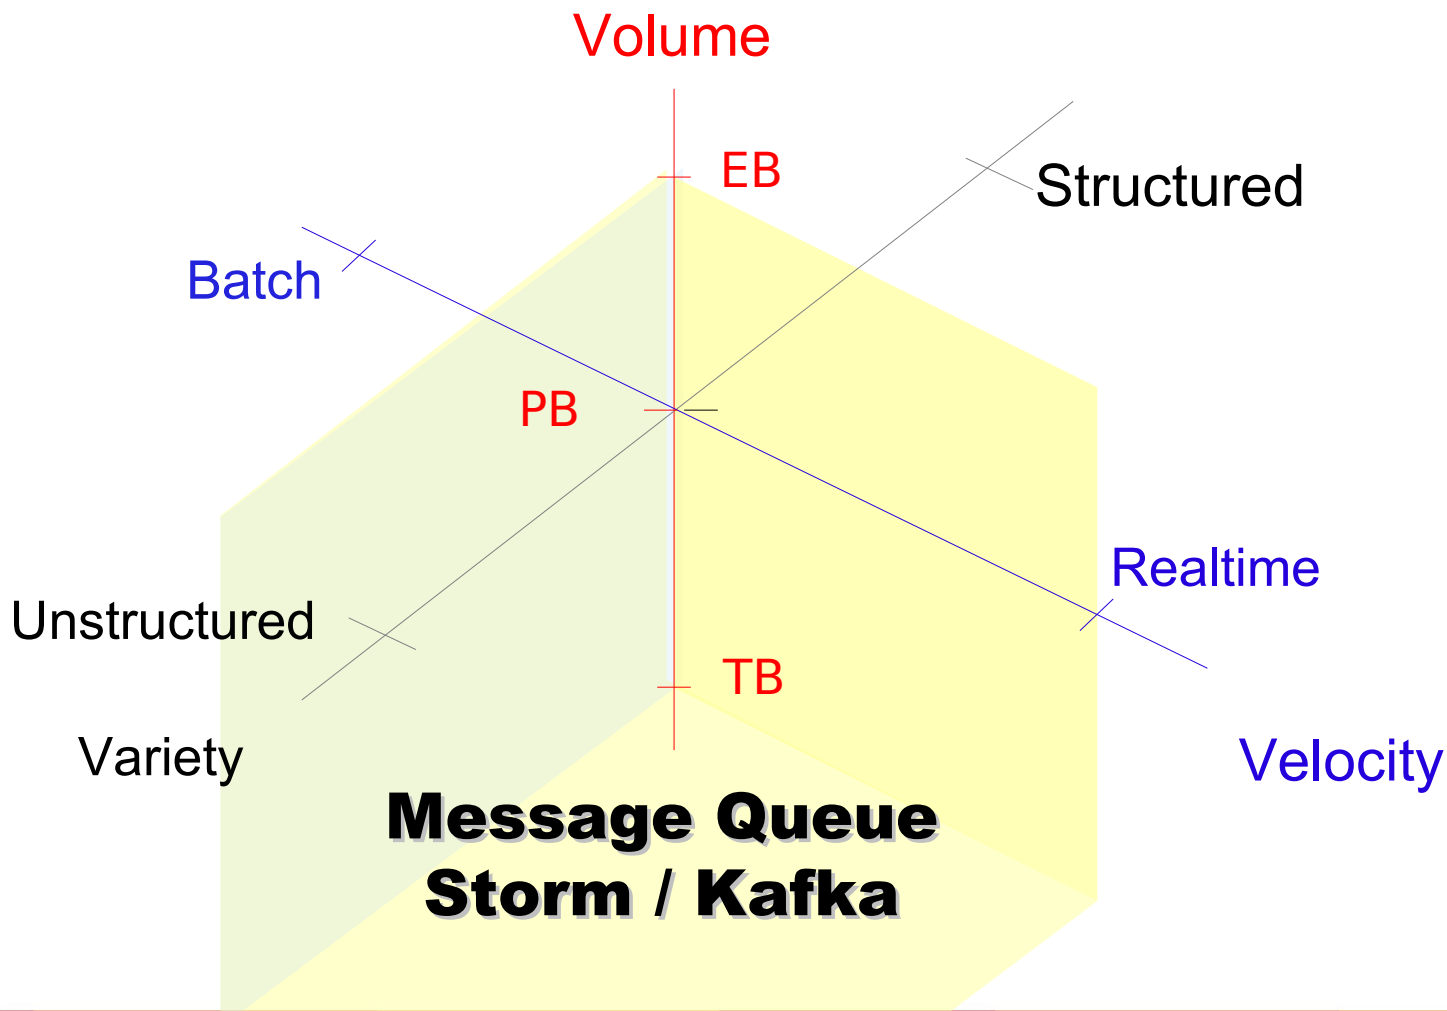 Volume
EB
Structured
Batch
PB
Realtime
Unstructured
TB
Variety
Velocity
Message Queue
Storm / Kafka